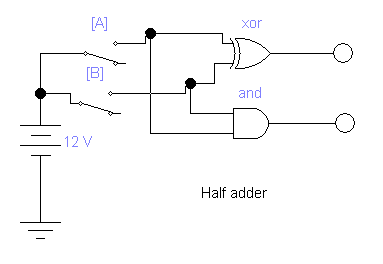 [A]
xor
[B]
and
12 V
Half adder